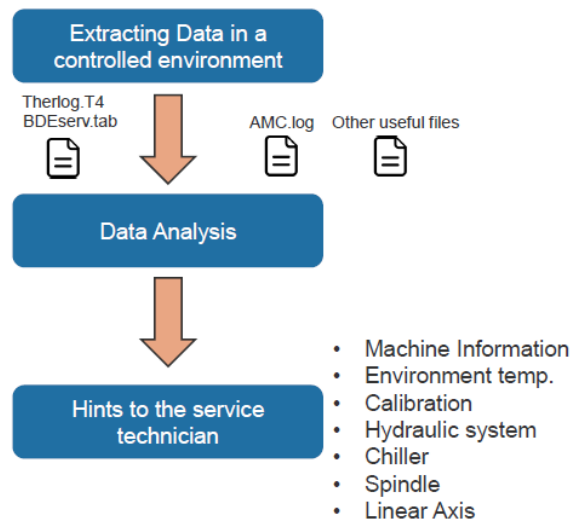 Extracting Data in a
controlled environment
Therlog.T4
BDEserv.tab
AMC.log
Other useful files
Data Analysis
Hints to the service
technician
• Machine Information
• Environment temp.
• Calibration
• Hydraulic system
• Chiller
• Spindle
• Linear Axis